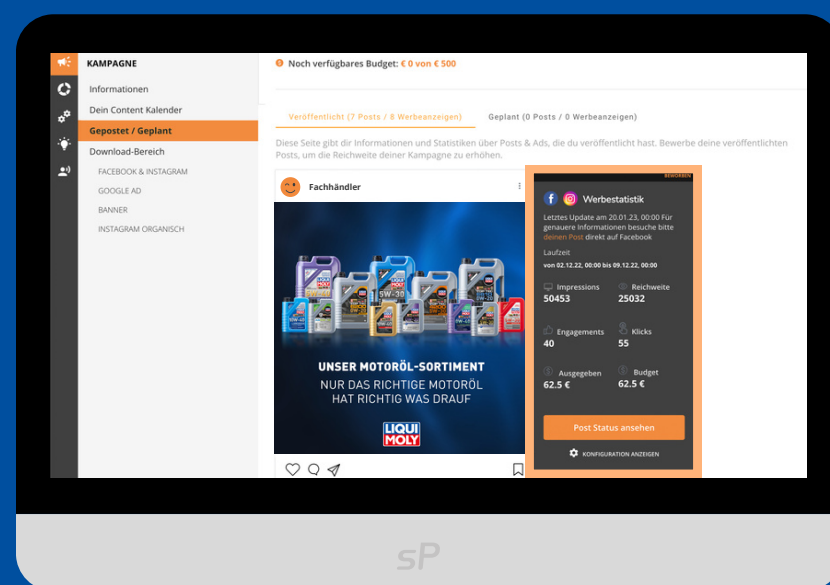 KAMPAGNE
Informationen
Dein Content Kalender
Gepostet / Geplant
Download-Bereich
FACEBOOK & INSTAGRAM
GOOGLE AD
BANNER
INSTAGRAM ORGANISCH
Noch verfügbares Budget: € 0 von € 500
Veröffentlicht (7 Posts / 8 Werbeanzeigen)
Geplant (0 Posts / 0 Werbeanzeigen)
Diese Seite gibt dir Informationen und Statistiken über Posts & Ads, die du veröffentlicht hast. Bewerbe deine veröffentlichten
Posts, um die Reichweite deiner Kampagne zu erhöhen.
Fachhändler
LIQUI
MOLY
5W-30
UNSER MOTORÖL-SORTIMENT
NUR DAS RICHTIGE MOTORÖL
HAT RICHTIG WAS DRAUF
LIQUI
MOLY
BEWORBEN
Werbestatistik
Letztes Update am 20.01.23, 00:00 Für
genauere Informationen besuche bitte
deinen Post direkt auf Facebook
Laufzeit
von 02.12.22, 00:00 bis 09.12.22, 00:00
Impressions
50453
Reichweite
25032
Engagements
40
Klicks
55
Ausgegeben
62.5 €
Budget
62.5 €
Post Status ansehen
KONFIGURATION ANZEIGEN
sP